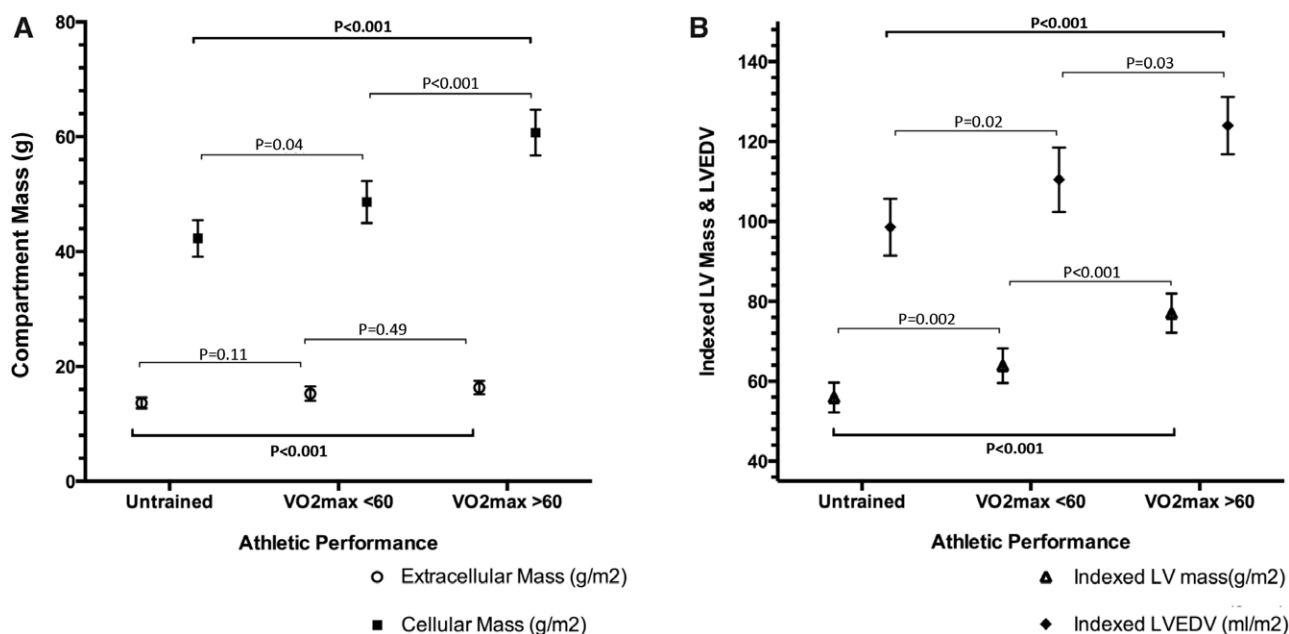 A
80
60
40
20
0
Compartment Mass (g)
P<0.001
P<0.001
P=0.04
P=0.49
P=0.11
P<0.001
Untrained
VO2max <60
VO2max >60
Athletic Performance
Extracellular Mass (g/m2)
Cellular Mass (g/m2)
B
140
120
100
80
60
40
Indexed LV Mass & LVEDV
P<0.001
P=0.03
P=0.02
P<0.001
P=0.002
P<0.001
Untrained
VO2max <60
VO2max >60
Athletic Performance
Indexed LV mass(g/m2)
Indexed LVEDV (ml/m2)